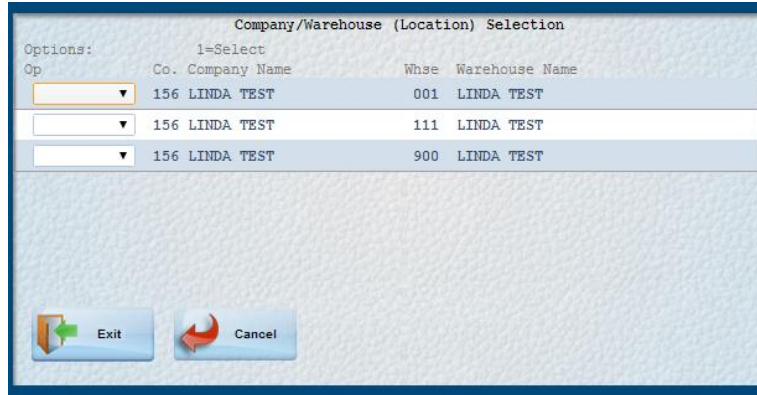 Company/Warehouse (Location) Selection
Options: 1=Select
Op Co. Company Name Whse Warehouse Name
156 LINDA TEST 001 LINDA TEST
156 LINDA TEST 111 LINDA TEST
156 LINDA TEST 900 LINDA TEST
Exit Cancel